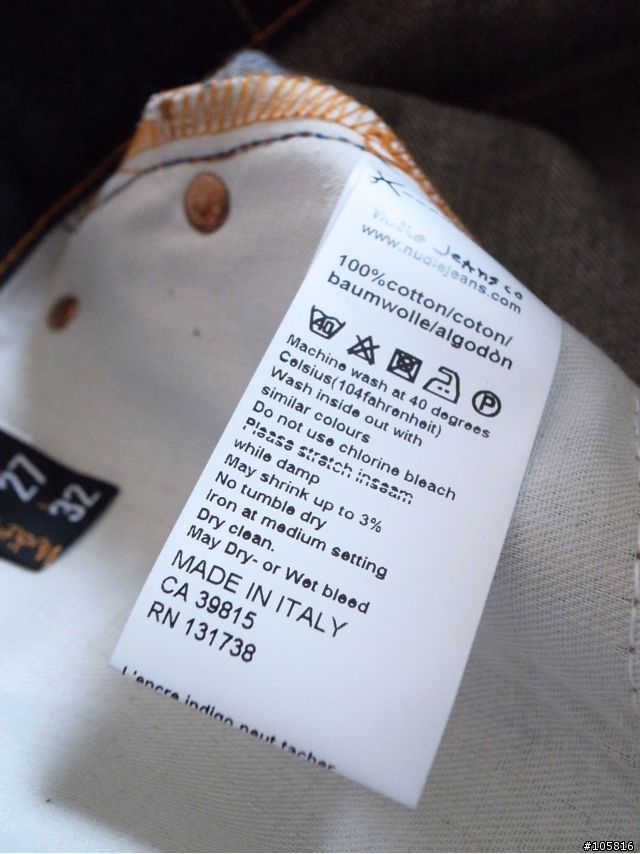 nudie jeans co
www.nudiejeans.com
100%cotton/coton/
baumwolle/algodòn
40
P
Machine wash at 40 degrees
Celsius(104fahrenheit)
Wash inside out with
similar colours
Do not use chlorine bleach
Please stretch inseam
while damp
May shrink up to 3%
No tumble dry
Iron at medium setting
Dry clean.
May Dry- or Wet bleed
MADE IN ITALY
CA 39815
RN 131738
L'encre indigo peut tacher
27
32
#105816